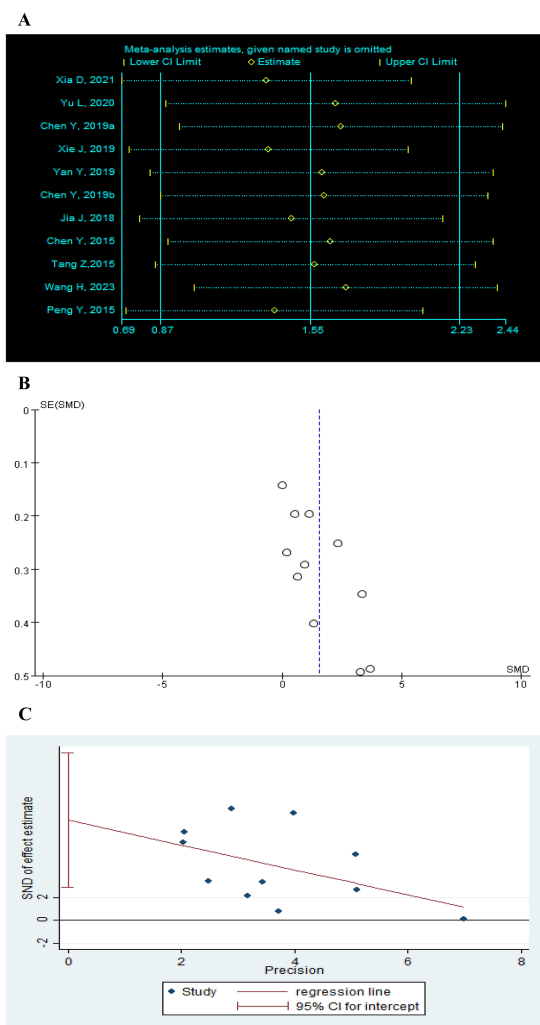 A
Meta-analysis estimates, given named study is omitted
Lower CI Limit Estimate Upper CI Limit
Xia D, 2021
Yu L, 2020
Chen Y, 2019a
Xie J, 2019
Yan Y, 2019
Chen Y, 2019b
Jia J, 2018
Chen Y, 2015
Tang Z,2015
Wang H, 2023
Peng Y, 2015
0.69 0.87 1.55 2.23 2.44
B
SE(SMD)
0
0.1
0.2
0.3
0.4
0.5
-10 -5 0 5 10
SMD
C
SND of effect estimate
2
0
-2
0 2 4 6 8
Precision
Study regression line
95% CI for intercept